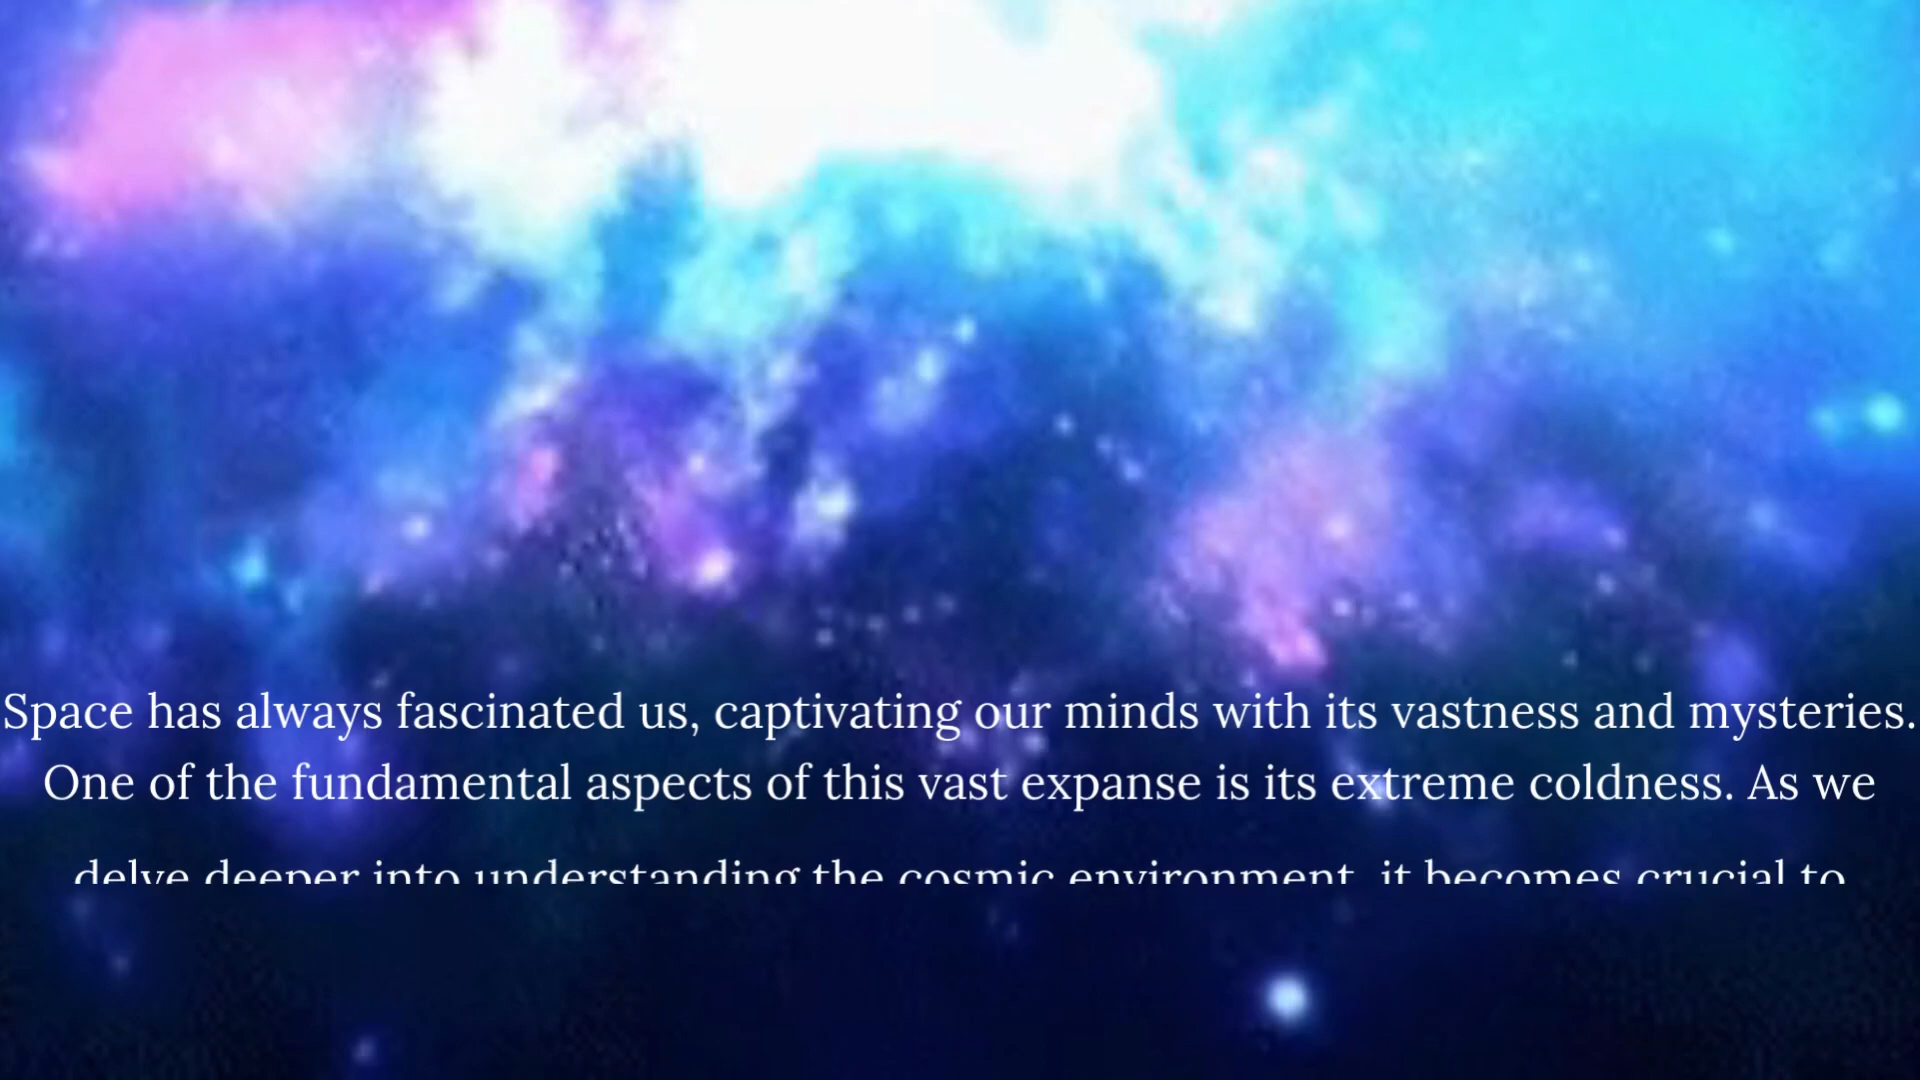 Space has always fascinated us, captivating our minds with its vastness and mysteries.
One of the fundamental aspects of this vast expanse is its extreme coldness. As we
delve deeper into understanding the cosmic environment, it becomes crucial to